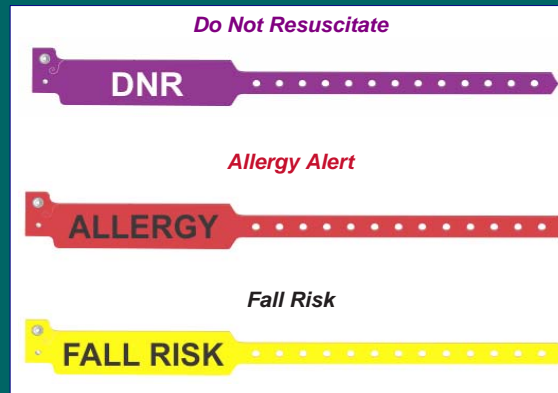 Do Not Resuscitate
DNR
Allergy Alert
ALLERGY
Fall Risk
FALL RISK